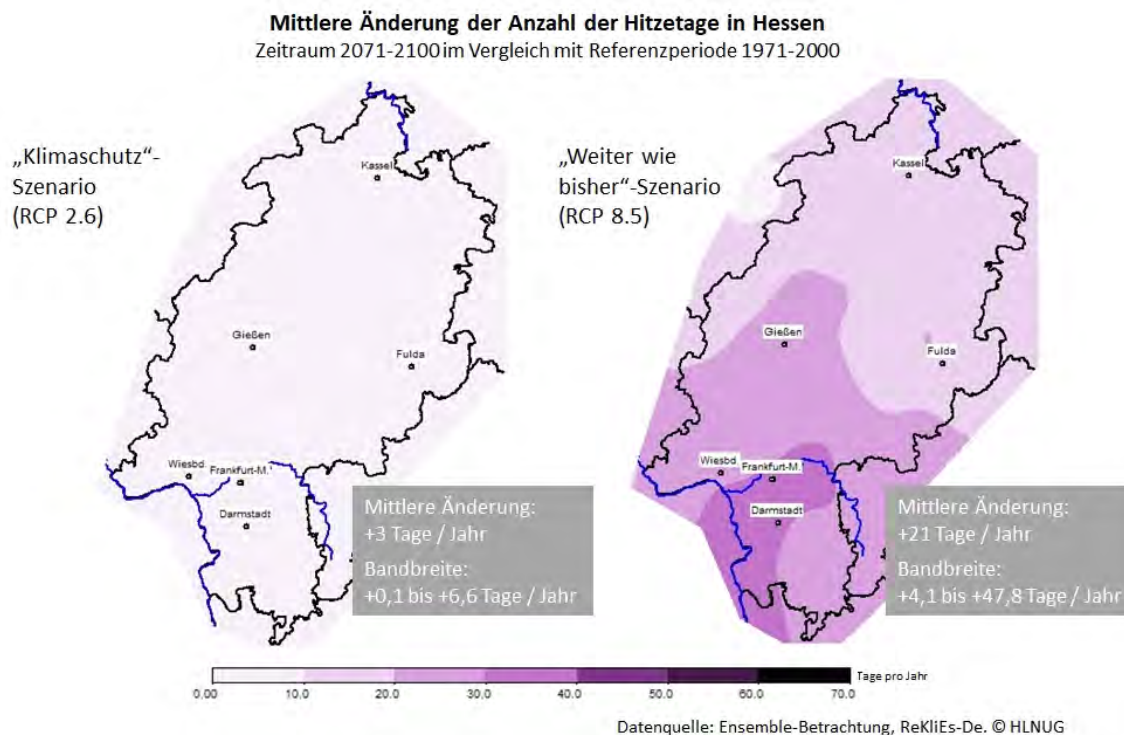 Mittlere Änderung der Anzahl der Hitzetage in Hessen
Zeitraum 2071-2100 im Vergleich mit Referenzperiode 1971-2000
„Klimaschutz“-
Szenario
(RCP 2.6)
Kassel
Gießen
Fulda
Wiesbd.
Frankfurt-M.
Darmstadt
Mittlere Änderung:
+3 Tage / Jahr
Bandbreite:
+0,1 bis +6,6 Tage / Jahr
„Weiter wie
bisher“-Szenario
(RCP 8.5)
Kassel
Gießen
Fulda
Wiesbd.
Frankfurt-M.
Darmstadt
Mittlere Änderung:
+21 Tage / Jahr
Bandbreite:
+4,1 bis +47,8 Tage / Jahr
0.00 10.0 20.0 30.0 40.0 50.0 60.0 70.0 Tage pro Jahr
Datenquelle: Ensemble-Betrachtung, ReKliEs-De. © HLNUG